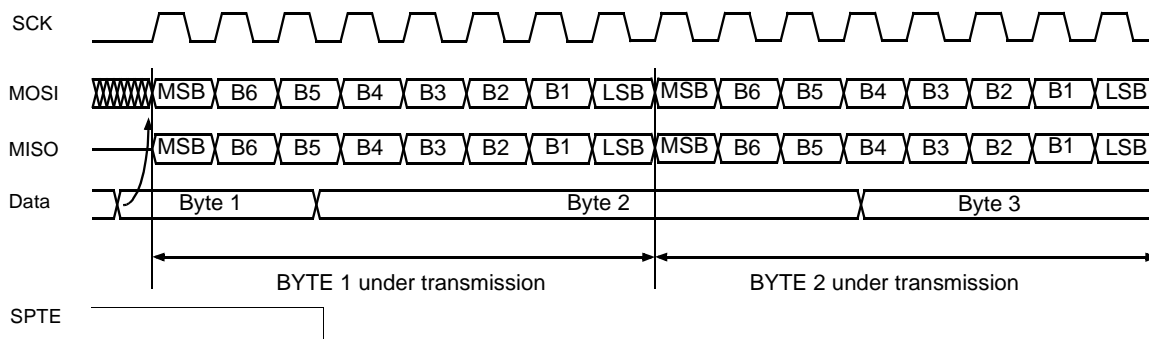 SCK
MOSI MSB B6 B5 B4 B3 B2 B1 LSB MSB B6 B5 B4 B3 B2 B1 LSB
MISO MSB B6 B5 B4 B3 B2 B1 LSB MSB B6 B5 B4 B3 B2 B1 LSB
Data Byte 1 Byte 2 Byte 3
BYTE 1 under transmission BYTE 2 under transmission
SPTE